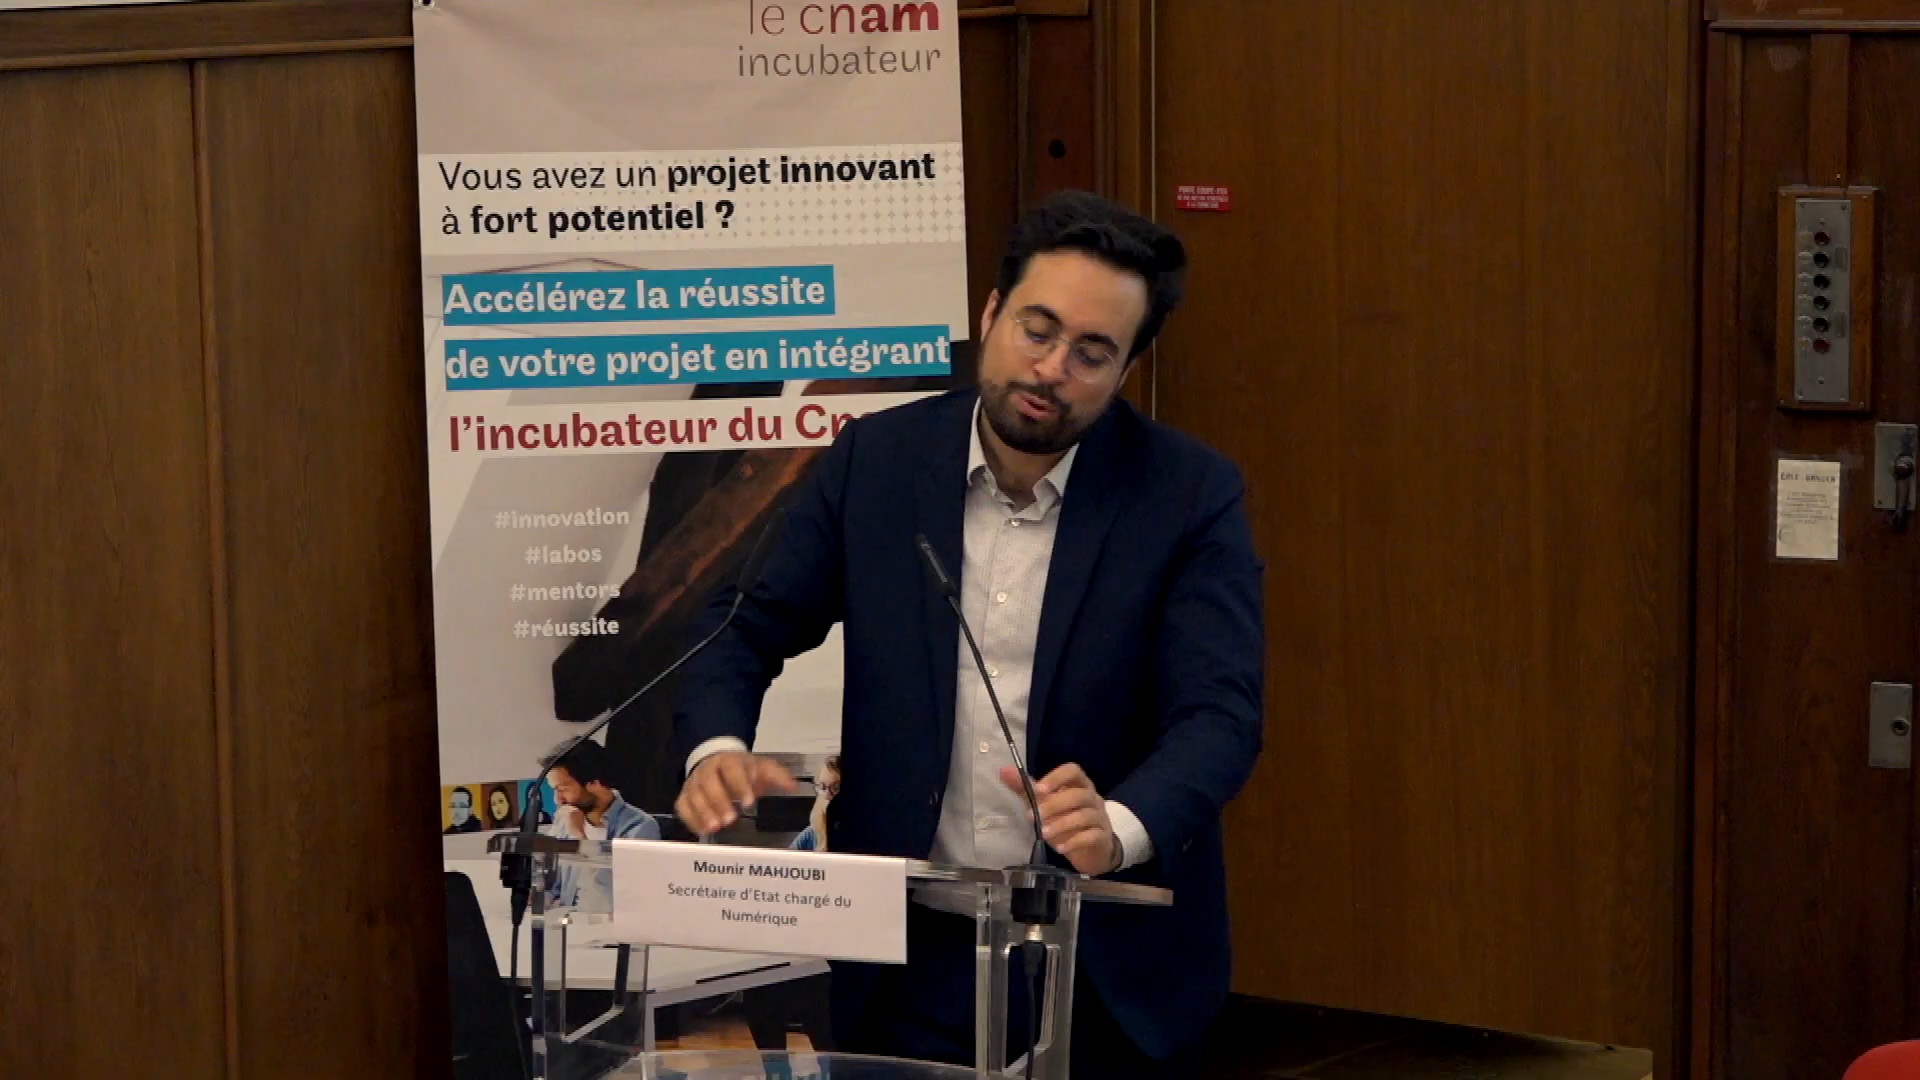 le cnam
incubateur
Vous avez un projet innovant
à fort potentiel ?
Accélérez la réussite
de votre projet en intégrant
l'incubateur du
#innovation
#labos
#mentors
#réussite
Mounir MAHJOUBI
Secrétaire d'Etat chargé du
Numérique